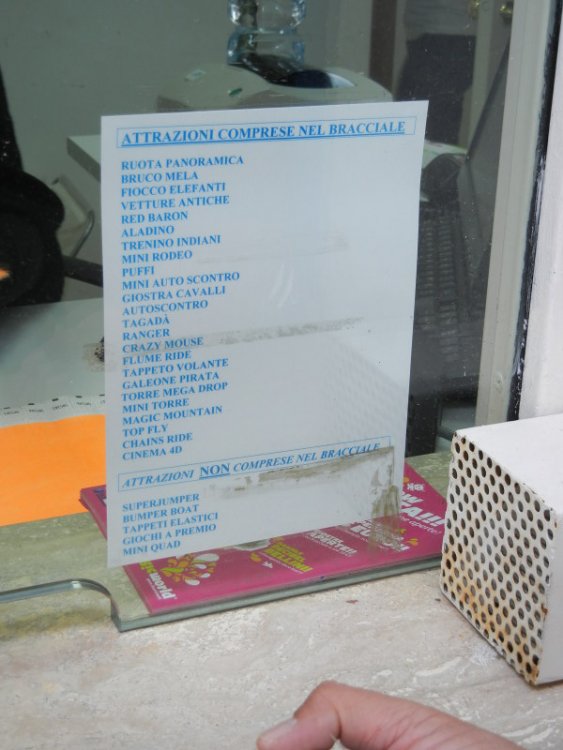 ATTRAZIONI COMPRESE NEL BRACCIALE
RUOTA PANORAMICA
BRUCO MELA
FIOCCO ELEFANTI
VETTURE ANTICHE
RED BARON
ALADINO
TRENINO INDIANI
MINI RODEO
PUFFI
MINI AUTO SCONTRO
GIOSTRA CAVALLI
AUTOSCONTRO
TAGADÀ
RANGER
CRAZY MOUSE
FLUME RIDE
TAPPETO VOLANTE
GALEONE PIRATA
TORRE MEGA DROP
MINI TORRE
MAGIC MOUNTAIN
TOP FLY
CHAINS RIDE
CINEMA 4D
ATTRAZIONI NON COMPRESE NEL BRACCIALE
SUPERJUMPER
BUMPER BOAT
TAPPETI ELASTICI
GIOCHI A PREMIO
MINI QUAD